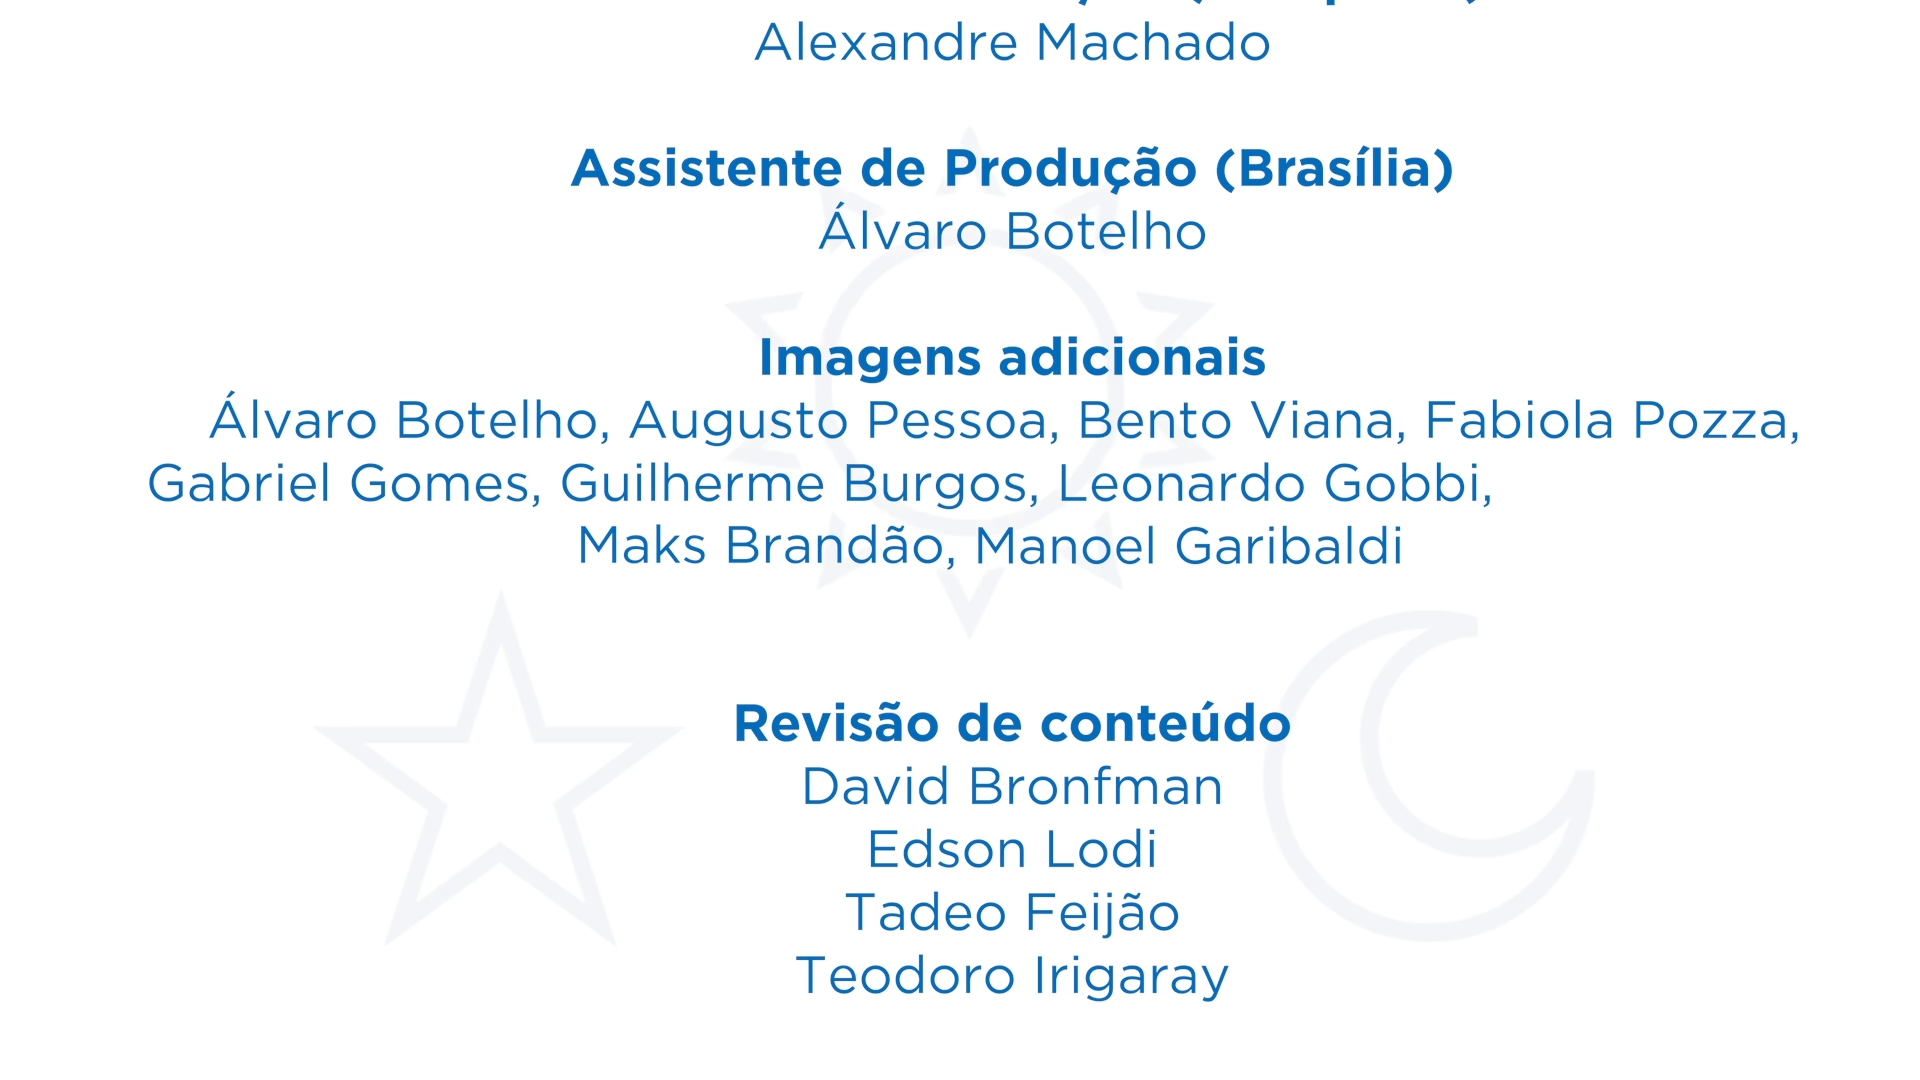 Alexandre Machado
Assistente de Produção (Brasília)
Álvaro Botelho
Imagens adicionais
Álvaro Botelho, Augusto Pessoa, Bento Viana, Fabiola Pozza,
Gabriel Gomes, Guilherme Burgos, Leonardo Gobbi,
Maks Brandão, Manoel Garibaldi
Revisão de conteúdo
David Bronfman
Edson Lodi
Tadeo Feijão
Teodoro Irigaray